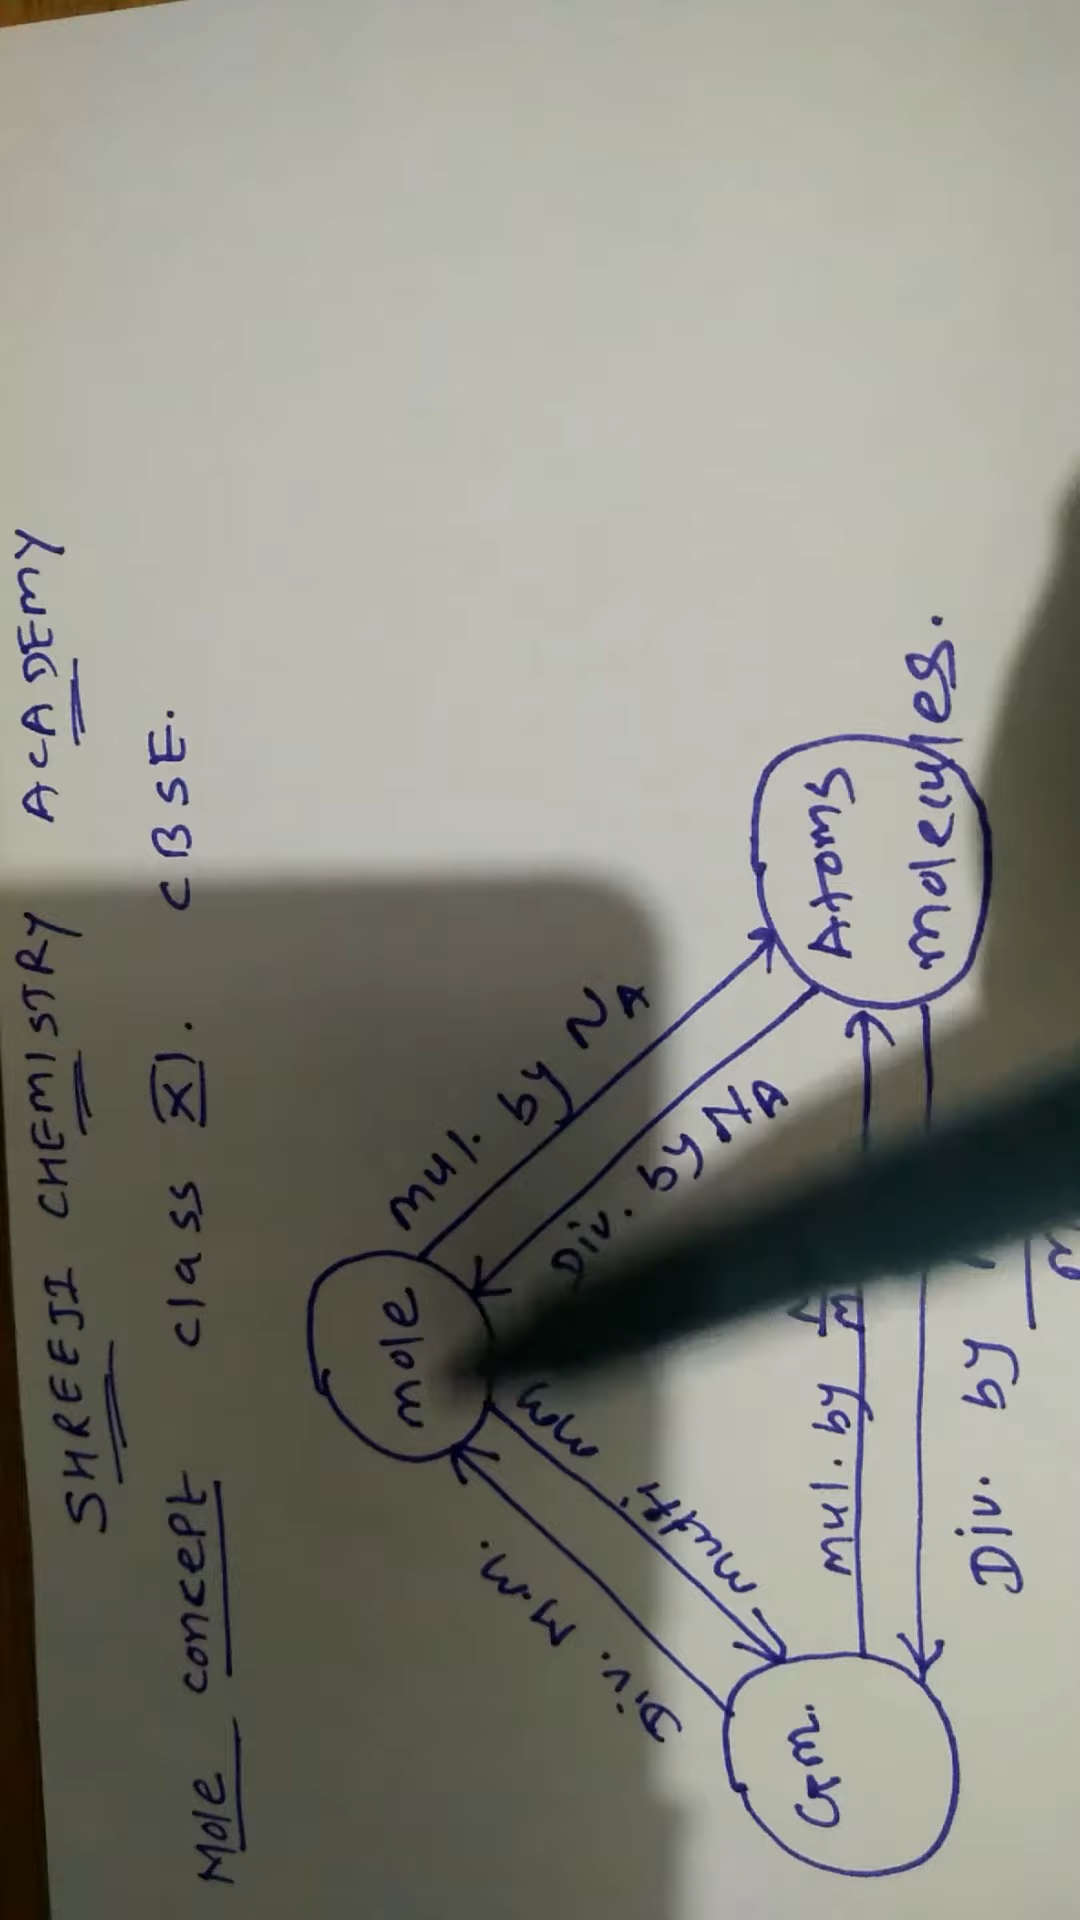 SHREEJI CHEMISTRY ACADEMY
Mole concept class XI. CBSE.
mole
mul. by NA
Div. by NA
Div. M.m.
multi mm
Gm.
mul. by
Div. by
Atoms
molecules.